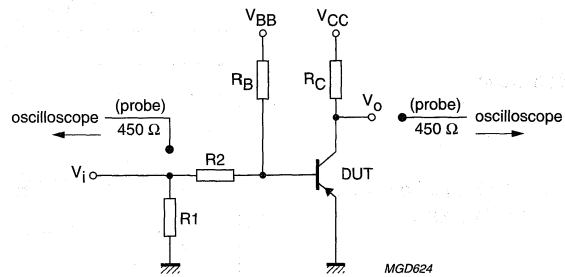 V_BB
V_CC
R_B
R_C
V_o
(probe)
oscilloscope
450 Ω
(probe)
oscilloscope
450 Ω
R2
DUT
V_i
R1
MGD624